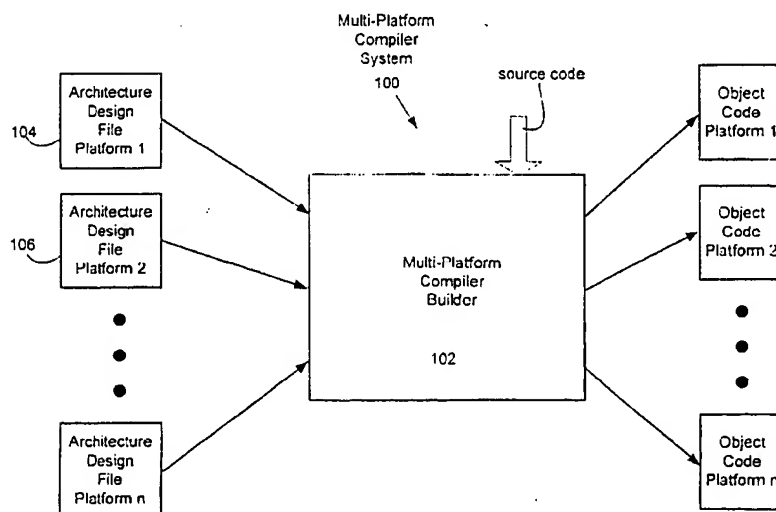 Multi-Platform
Compiler
System
100
source code
Architecture
Design
File
Platform 1
104
Object
Code
Platform 1
Architecture
Design
File
Platform 2
106
Object
Code
Platform 2
Multi-Platform
Compiler
Builder
102
Architecture
Design
File
Platform n
Object
Code
Platform n